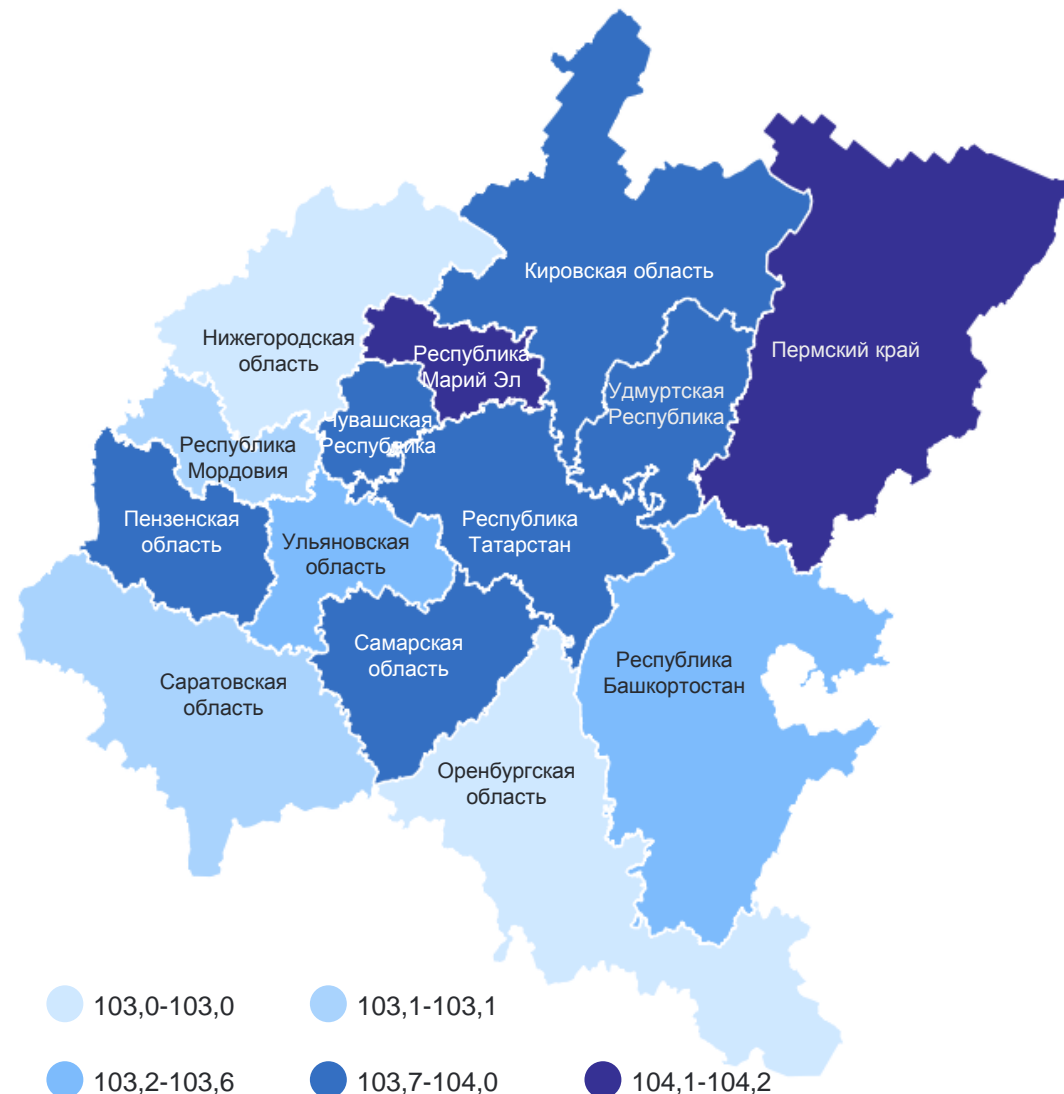 Кировская область
Нижегородская
область
Республика
Марий Эл
Пермский край
Удмуртская
Республика
Чувашская
Республика
Республика
Мордовия
Пензенская
область
Ульяновская
область
Республика
Татарстан
Самарская
область
Республика
Башкортостан
Саратовская
область
Оренбургская
область
103,0-103,0
103,1-103,1
103,2-103,6
103,7-104,0
104,1-104,2